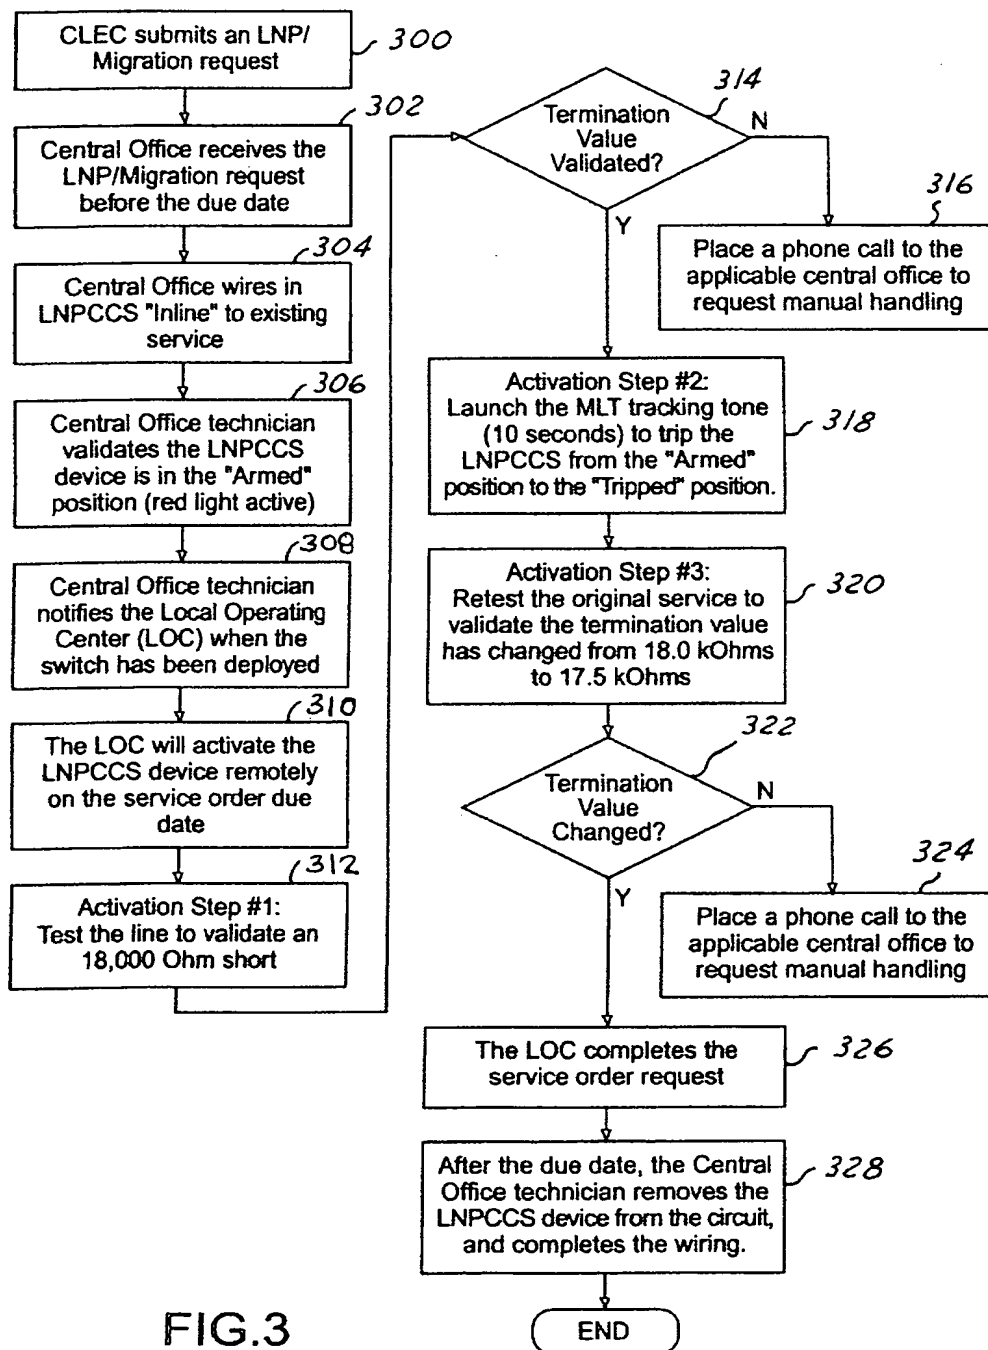 CLEC submits an LNP/
Migration request
300
302
Central Office receives the
LNP/Migration request
before the due date
304
Central Office wires in
LNPCCS "Inline" to existing
service
306
Central Office technician
validates the LNPCCS
device is in the "Armed"
position (red light active)
308
Central Office technician
notifies the Local Operating
Center (LOC) when the
switch has been deployed
310
The LOC will activate the
LNPCCS device remotely
on the service order due
date
312
Activation Step #1:
Test the line to validate an
18,000 Ohm short
314
Termination
Value
Validated?
N
Y
316
Place a phone call to the
applicable central office to
request manual handling
Activation Step #2:
Launch the MLT tracking tone
(10 seconds) to trip the
LNPCCS from the "Armed"
position to the "Tripped" position.
318
Activation Step #3:
Retest the original service to
validate the termination value
has changed from 18.0 kOhms
to 17.5 kOhms
320
322
Termination
Value
Changed?
N
Y
324
Place a phone call to the
applicable central office to
request manual handling
The LOC completes the
service order request
326
After the due date, the Central
Office technician removes the
LNPCCS device from the circuit,
and completes the wiring.
328
END
FIG.3